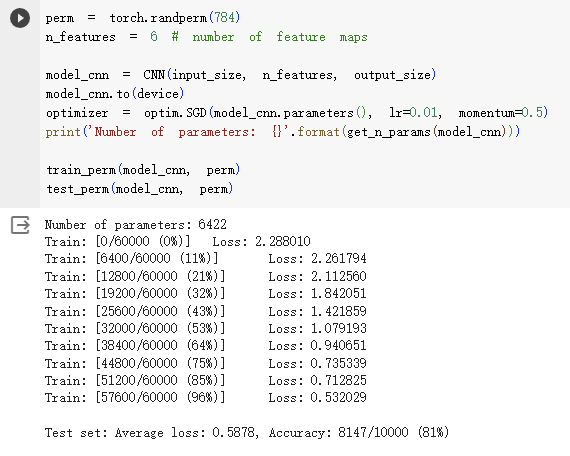 perm = torch.randperm(784)
n_features = 6 # number of feature maps
model_cnn = CNN(input_size, n_features, output_size)
model_cnn.to(device)
optimizer = optim.SGD(model_cnn.parameters(), lr=0.01, momentum=0.5)
print('Number of parameters: {}'.format(get_n_params(model_cnn)))
train_perm(model_cnn, perm)
test_perm(model_cnn, perm)
Number of parameters: 6422
Train: [0/60000 (0%)] Loss: 2.288010
Train: [6400/60000 (11%)] Loss: 2.261794
Train: [12800/60000 (21%)] Loss: 2.112560
Train: [19200/60000 (32%)] Loss: 1.842051
Train: [25600/60000 (43%)] Loss: 1.421859
Train: [32000/60000 (53%)] Loss: 1.079193
Train: [38400/60000 (64%)] Loss: 0.940651
Train: [44800/60000 (75%)] Loss: 0.735339
Train: [51200/60000 (85%)] Loss: 0.712825
Train: [57600/60000 (96%)] Loss: 0.532029
Test set: Average loss: 0.5878, Accuracy: 8147/10000 (81%)